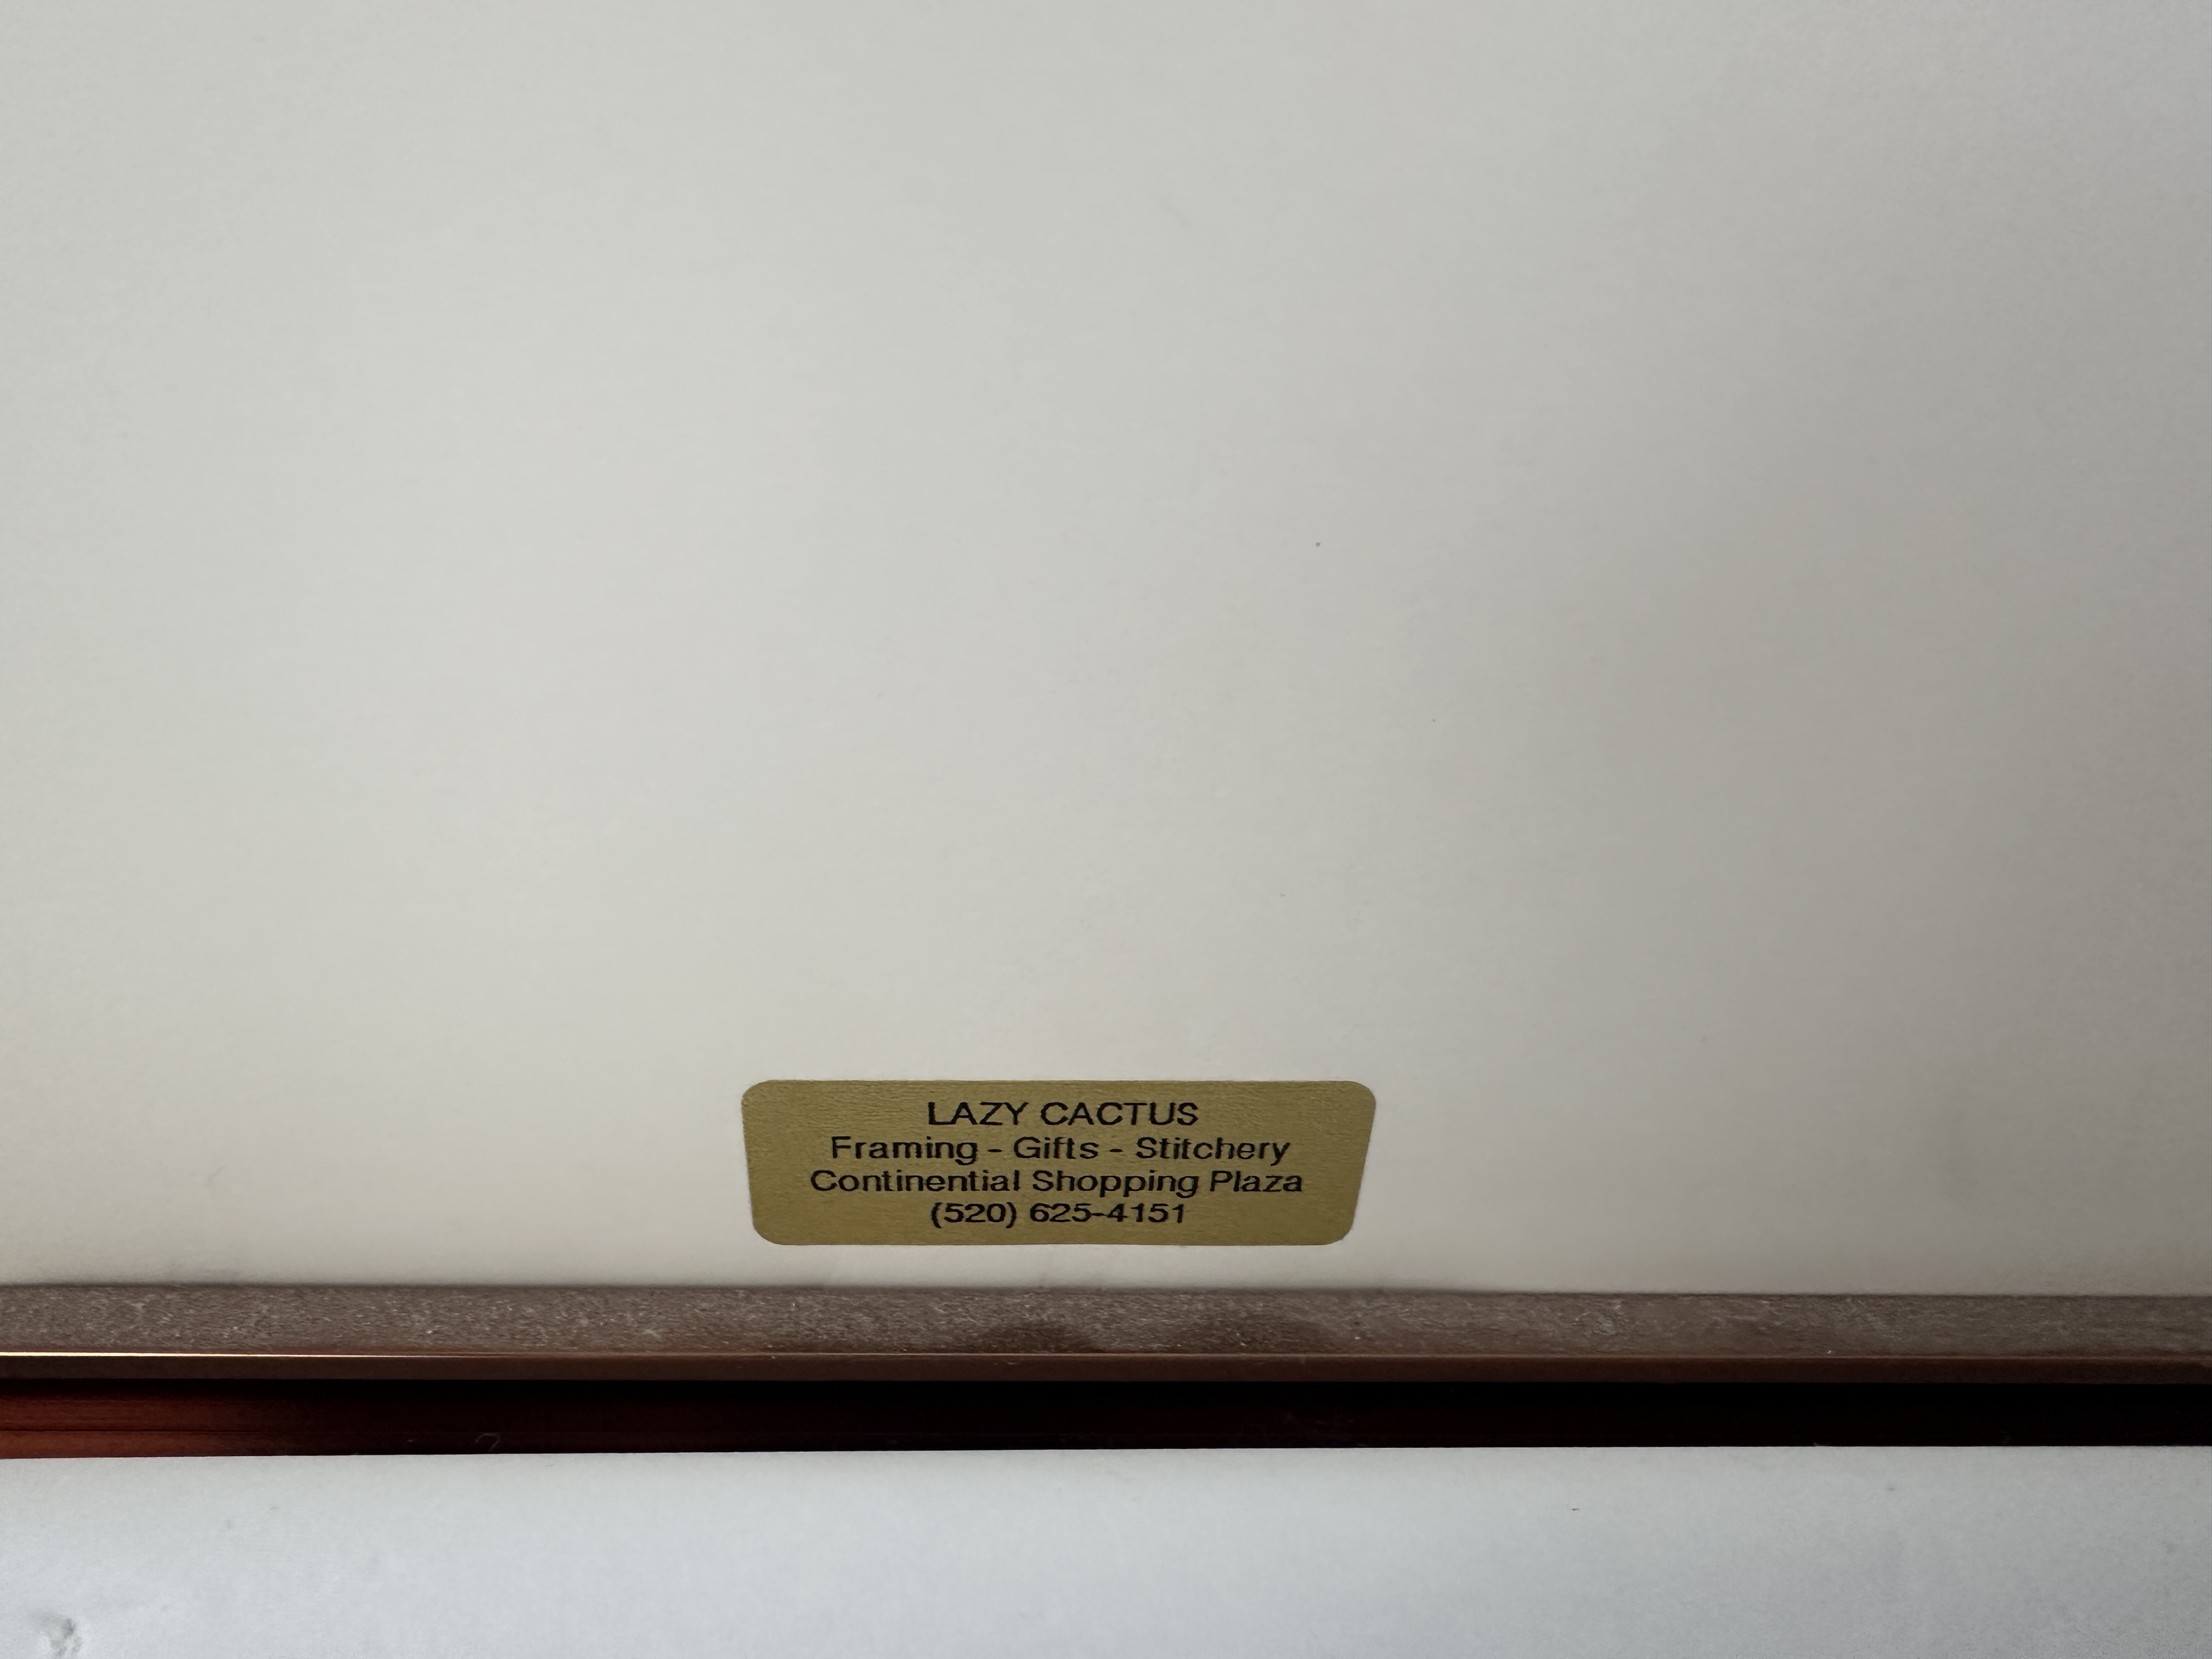 LAZY CACTUS
Framing - Gifts - Stitchery
Continential Shopping Plaza
(520) 625-4151